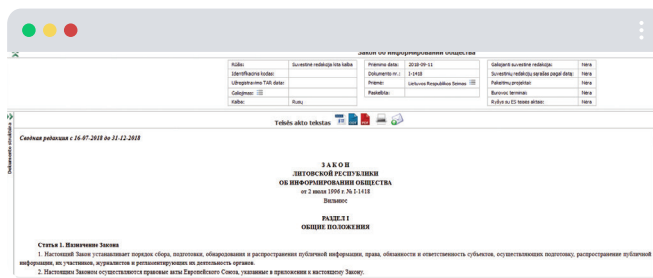 Закон об информировании общества
Rūšis: Suvestinė redakcija kita kalba Priėmimo data: 2018-09-11 Galiojanti suvestinė redakcija: Nėra
Identifikacinis kodas: Dokumento nr.: I-1418 Suvestinių redakcijų sąrašas pagal datą: Nėra
Užregistravimo TAR data: Priėmė: Lietuvos Respublikos Seimas Pakeitimų projektai: Nėra
Galiojimas: Paskelbta: Eurovoc terminai: Nėra
Kalba: Rusų Ryšys su ES teisės aktais: Nėra
Teisės akto tekstas
Dokumento struktūra
Сводная редакция с 16-07-2018 до 31-12-2018
З А К О Н
ЛИТОВСКОЙ РЕСПУБЛИКИ
ОБ ИНФОРМИРОВАНИИ ОБЩЕСТВА
от 2 июля 1996 г. № I-1418
Вильнюс
РАЗДЕЛ I
ОБЩИЕ ПОЛОЖЕНИЯ
Статья 1. Назначение Закона
1. Настоящий Закон устанавливает порядок сбора, подготовки, обнародования и распространения публичной информации, права, обязанности и ответственность субъектов, осуществляющих подготовку, распространение публичной
информации, их участников, журналистов и регламентирующих их деятельность органов.
2. Настоящим Законом осуществляются правовые акты Европейского Союза, указанные в приложении к настоящему Закону.